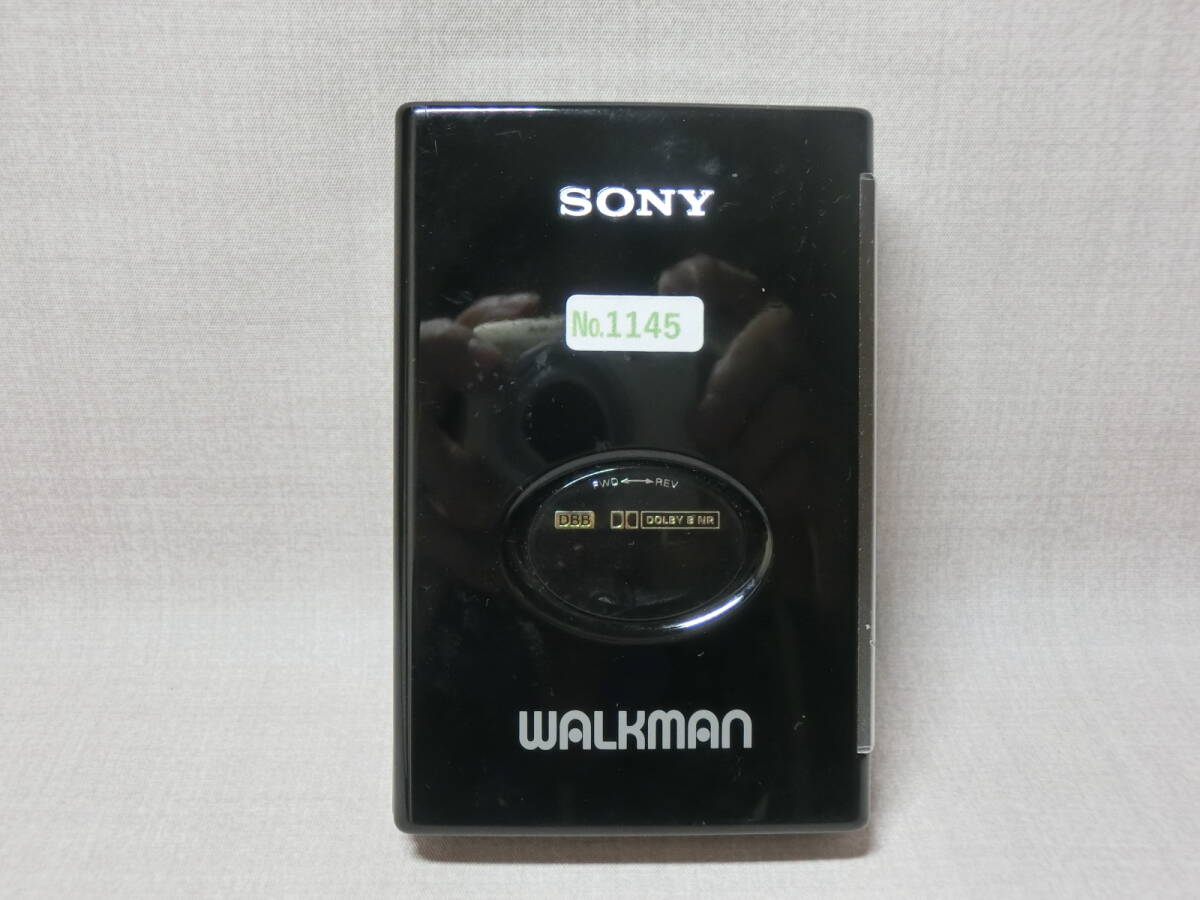 SONY
No.1145
FWD ⟷ REV
DBB DOLBY B NR
WALKMAN